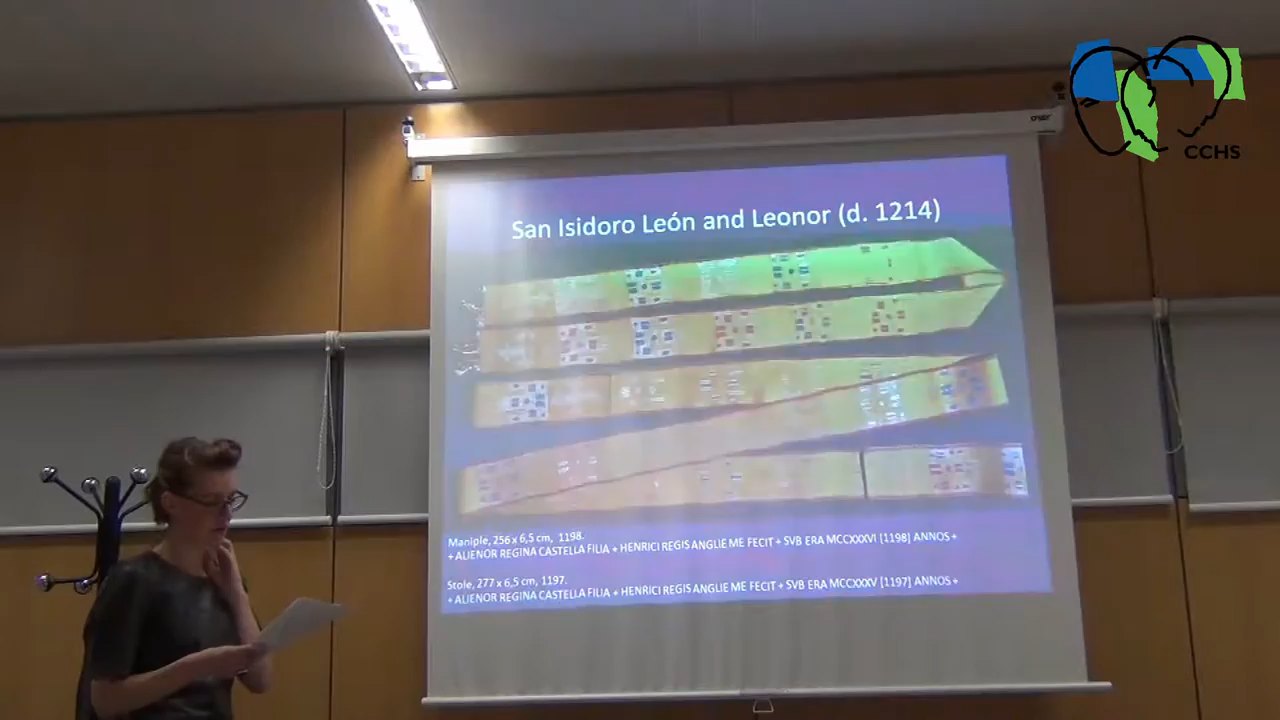 CCHS
San Isidoro León and Leonor (d. 1214)
Maniple, 256 x 6,5 cm, 1198.
+ ALIENOR REGINA CASTELLA FILIA + HENRICI REGIS ANGLIE ME FECIT + SVB ERA MCCXXXVI [1198] ANNOS +
Stole, 277 x 6,5 cm, 1197.
+ ALIENOR REGINA CASTELLA FILIA + HENRICI REGIS ANGLIE ME FECIT + SVB ERA MCCXXXV [1197] ANNOS +